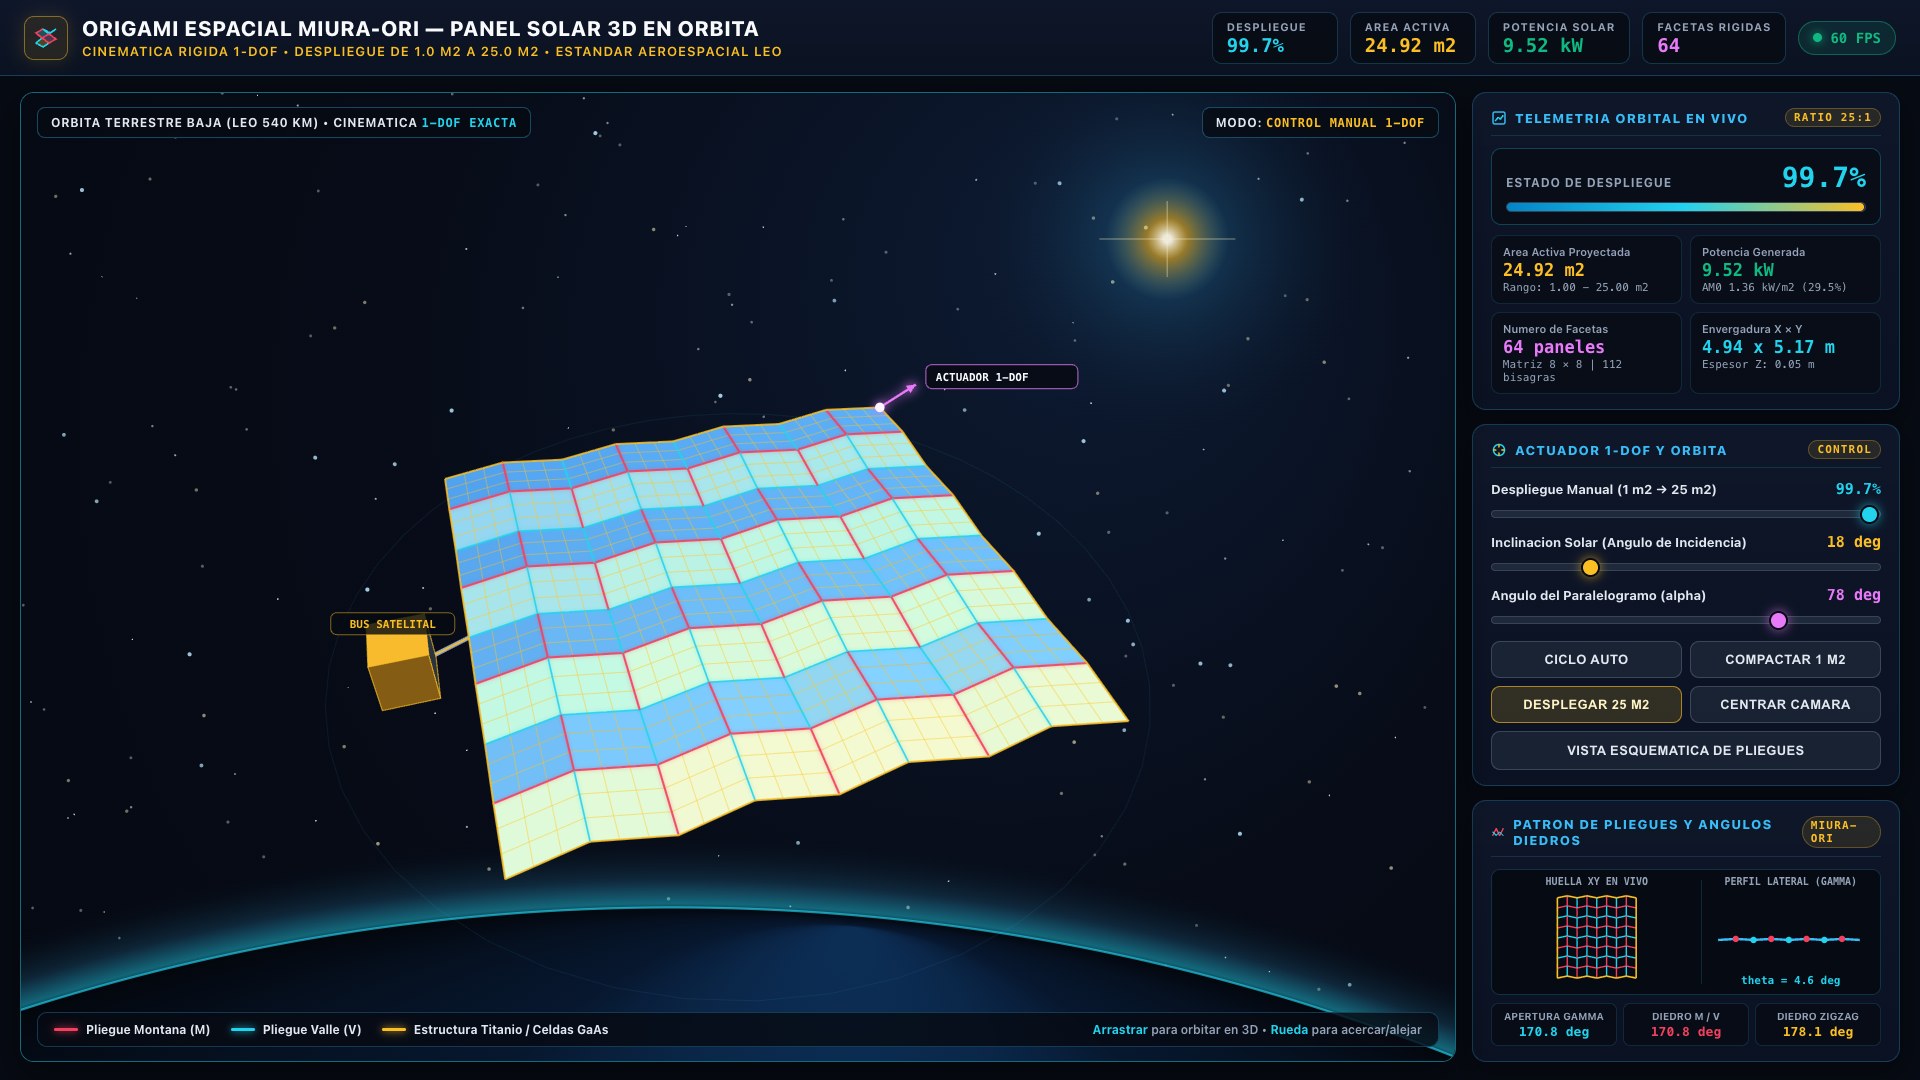 ORIGAMI ESPACIAL MIURA-ORI — PANEL SOLAR 3D EN ORBITA
CINEMATICA RIGIDA 1-DOF • DESPLIEGUE DE 1.0 M2 A 25.0 M2 • ESTANDAR AEROESPACIAL LEO
DESPLIEGUE
99.7%
AREA ACTIVA
24.92 m2
POTENCIA SOLAR
9.52 kW
FACETAS RIGIDAS
64
60 FPS
ORBITA TERRESTRE BAJA (LEO 540 KM) • CINEMATICA 1-DOF EXACTA
MODO: CONTROL MANUAL 1-DOF
ACTUADOR 1-DOF
BUS SATELITAL
Pliegue Montana (M)
Pliegue Valle (V)
Estructura Titanio / Celdas GaAs
Arrastrar para orbitar en 3D • Rueda para acercar/alejar
TELEMETRIA ORBITAL EN VIVO
RATIO 25:1
ESTADO DE DESPLIEGUE
99.7%
Area Activa Proyectada
24.92 m2
Rango: 1.00 – 25.00 m2
Potencia Generada
9.52 kW
AM0 1.36 kW/m2 (29.5%)
Numero de Facetas
64 paneles
Matriz 8 × 8 | 112
bisagras
Envergadura X × Y
4.94 x 5.17 m
Espesor Z: 0.05 m
ACTUADOR 1-DOF Y ORBITA
CONTROL
Despliegue Manual (1 m2 → 25 m2)
99.7%
Inclinacion Solar (Angulo de Incidencia)
18 deg
Angulo del Paralelogramo (alpha)
78 deg
CICLO AUTO
COMPACTAR 1 M2
DESPLEGAR 25 M2
CENTRAR CAMARA
VISTA ESQUEMATICA DE PLIEGUES
PATRON DE PLIEGUES Y ANGULOS
DIEDROS
MIURA-
ORI
HUELLA XY EN VIVO
PERFIL LATERAL (GAMMA)
theta = 4.6 deg
APERTURA GAMMA
170.8 deg
DIEDRO M / V
170.8 deg
DIEDRO ZIGZAG
178.1 deg